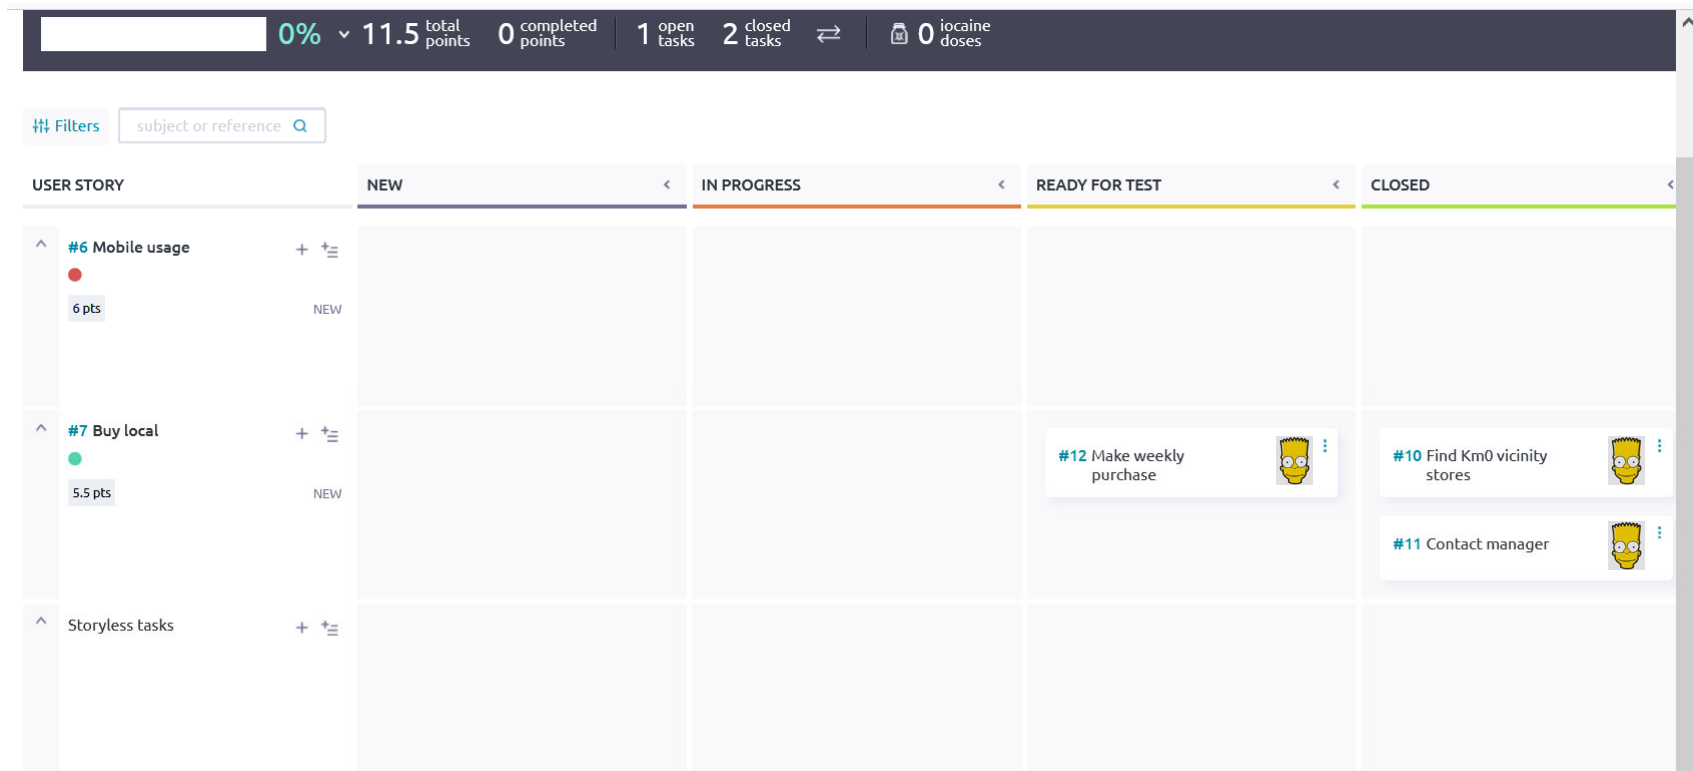 0% 11.5 total points 0 completed points 1 open tasks 2 closed tasks 0 iocaine doses
Filters subject or reference
USER STORY NEW IN PROGRESS READY FOR TEST CLOSED
#6 Mobile usage
6 pts NEW
#7 Buy local
5.5 pts NEW
#12 Make weekly
purchase
#10 Find Km0 vicinity
stores
#11 Contact manager
Storyless tasks